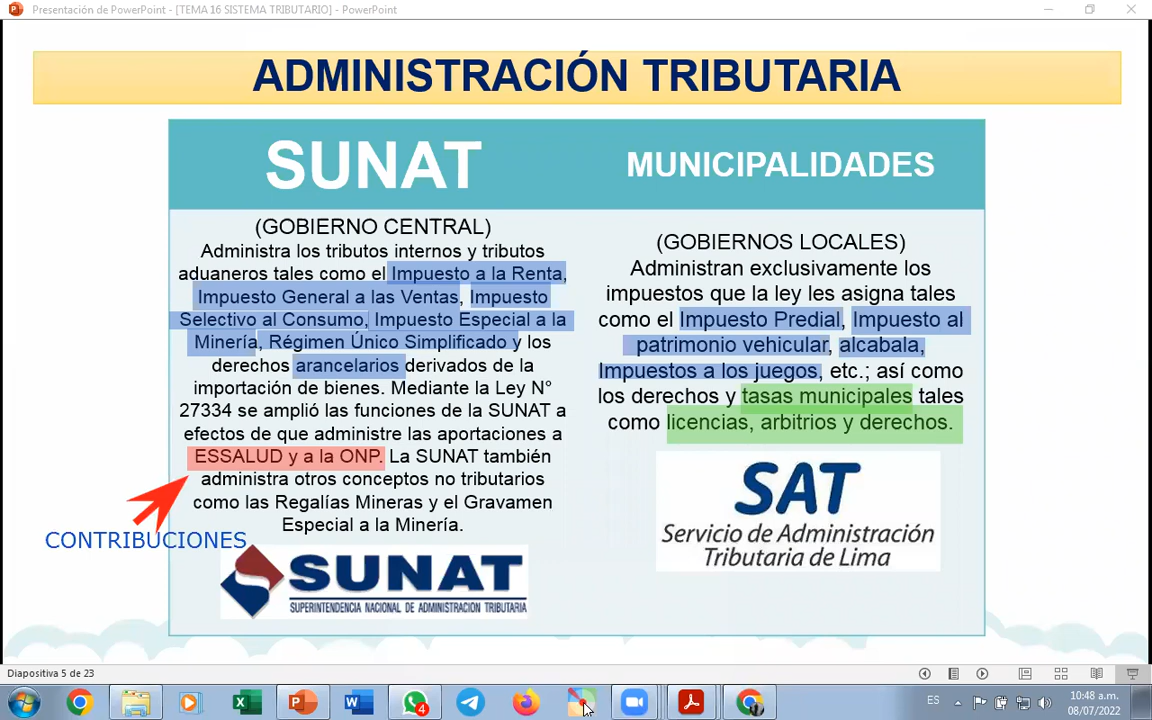 Presentación de PowerPoint - [TEMA 16 SISTEMA TRIBUTARIO] - PowerPoint
ADMINISTRACIÓN TRIBUTARIA
SUNAT
(GOBIERNO CENTRAL)
Administra los tributos internos y tributos
aduaneros tales como el Impuesto a la Renta,
Impuesto General a las Ventas, Impuesto
Selectivo al Consumo, Impuesto Especial a la
Minería, Régimen Único Simplificado y los
derechos arancelarios derivados de la
importación de bienes. Mediante la Ley N°
27334 se amplió las funciones de la SUNAT a
efectos de que administre las aportaciones a
ESSALUD y a la ONP. La SUNAT también
administra otros conceptos no tributarios
como las Regalías Mineras y el Gravamen
Especial a la Minería.
CONTRIBUCIONES
SUNAT
SUPERINTENDENCIA NACIONAL DE ADMINISTRACIÓN TRIBUTARIA
MUNICIPALIDADES
(GOBIERNOS LOCALES)
Administran exclusivamente los
impuestos que la ley les asigna tales
como el Impuesto Predial, Impuesto al
patrimonio vehicular, alcabala,
Impuestos a los juegos, etc.; así como
los derechos y tasas municipales tales
como licencias, arbitrios y derechos.
SAT
Servicio de Administración
Tributaria de Lima
Diapositiva 5 de 23
4
ES
10:48 a.m.
08/07/2022